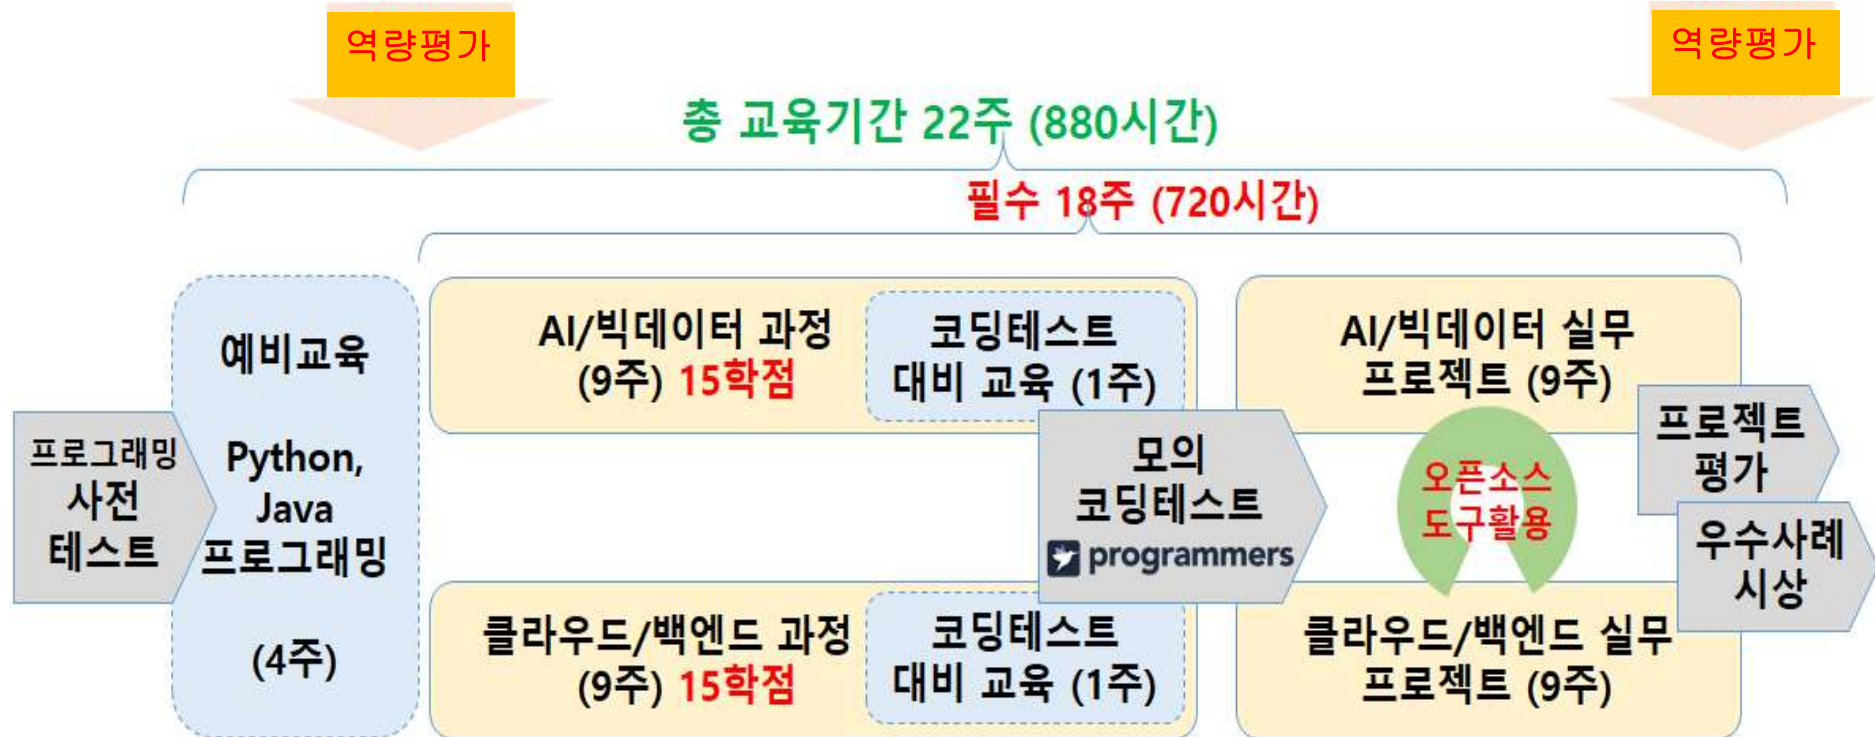 역량평가
역량평가
총 교육기간 22주 (880시간)
필수 18주 (720시간)
프로그래밍
사전
테스트
예비교육
Python,
Java
프로그래밍
(4주)
AI/빅데이터 과정
(9주) 15학점
코딩테스트
대비 교육 (1주)
클라우드/백엔드 과정
(9주) 15학점
코딩테스트
대비 교육 (1주)
모의
코딩테스트
programmers
AI/빅데이터 실무
프로젝트 (9주)
오픈소스
도구활용
클라우드/백엔드 실무
프로젝트 (9주)
프로젝트
평가
우수사례
시상